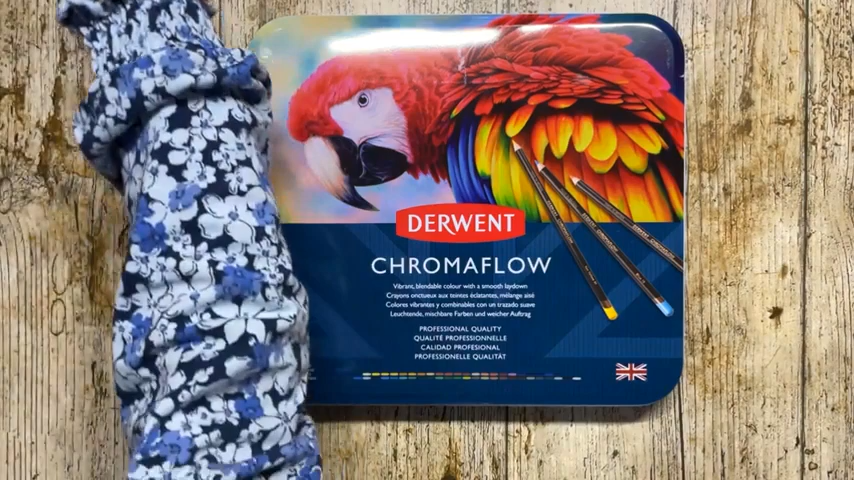 DERWENT
CHROMAFLOW
Vibrant, blendable colour with a smooth laydown
Crayons onctueux aux teintes éclatantes, mélange aisé
Colores vibrantes y combinables con un trazado suave
Leuchtende, mischbare Farben und weicher Auftrag
PROFESSIONAL QUALITY
QUALITÉ PROFESSIONNELLE
CALIDAD PROFESIONAL
PROFESSIONELLE QUALITÄT